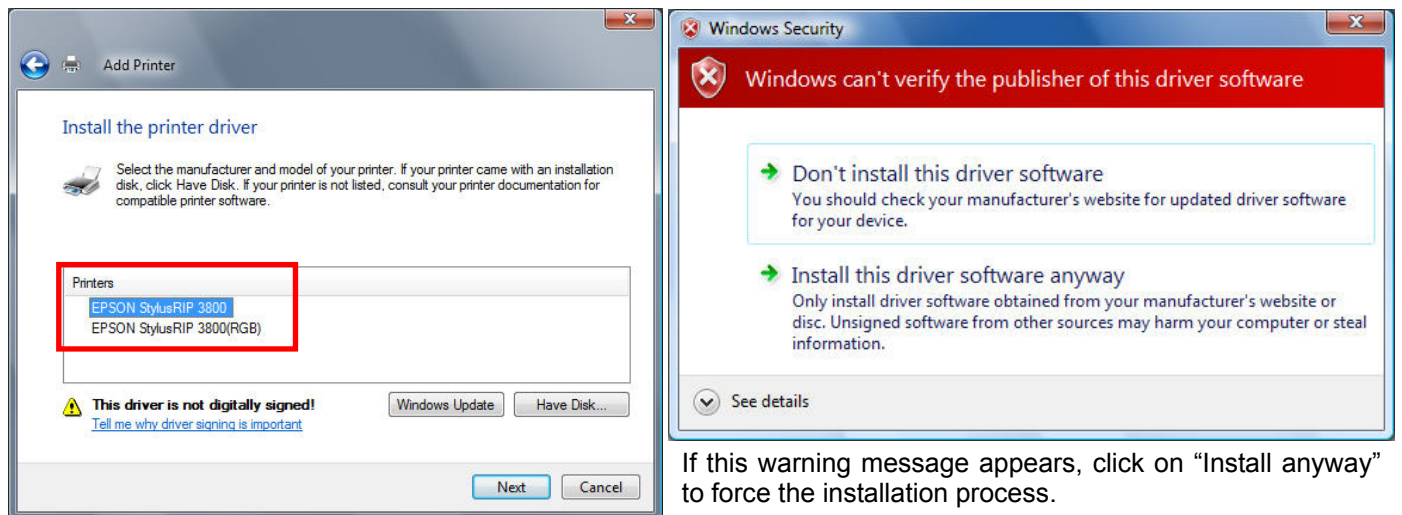 Add Printer
Install the printer driver
Select the manufacturer and model of your printer. If your printer came with an installation
disk, click Have Disk. If your printer is not listed, consult your printer documentation for
compatible printer software.
Printers
EPSON StylusRIP 3800
EPSON StylusRIP 3800(RGB)
This driver is not digitally signed!
Windows Update
Have Disk...
Tell me why driver signing is important
Next
Cancel
Windows Security
Windows can't verify the publisher of this driver software
Don't install this driver software
You should check your manufacturer's website for updated driver software
for your device.
Install this driver software anyway
Only install driver software obtained from your manufacturer's website or
disc. Unsigned software from other sources may harm your computer or steal
information.
See details
If this warning message appears, click on “Install anyway”
to force the installation process.